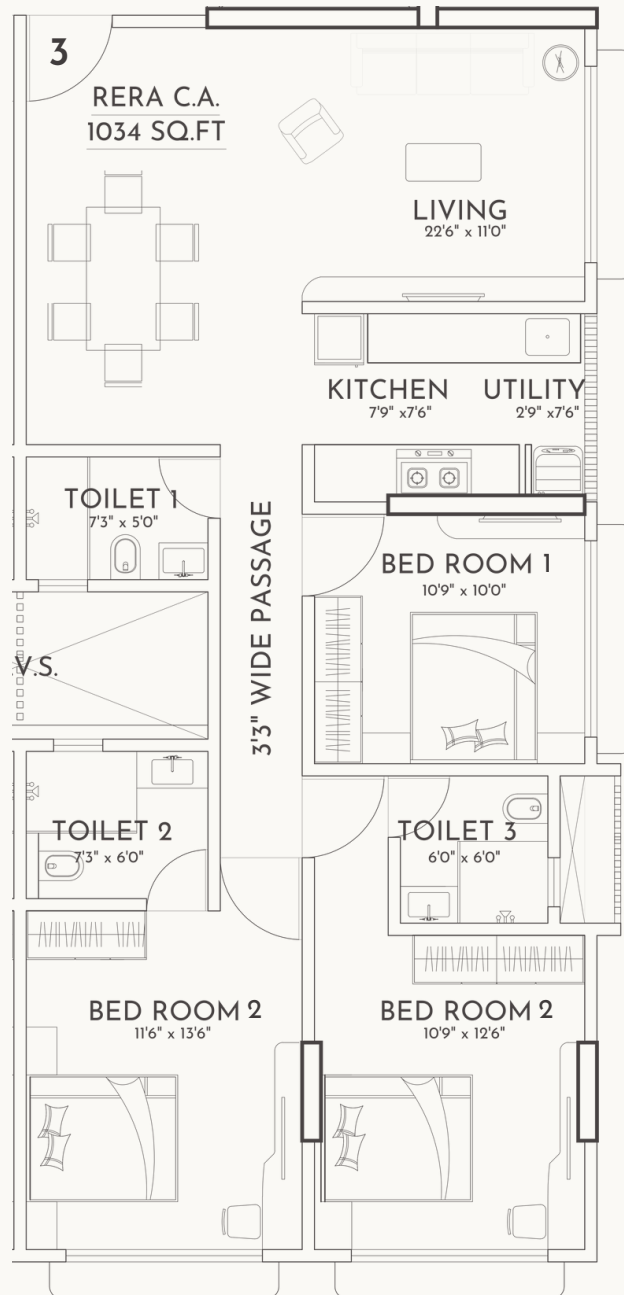 3
RERA C.A.
1034 SQ.FT
LIVING
22'6" x 11'0"
KITCHEN
7'9" x7'6"
UTILITY
2'9" x7'6"
TOILET 1
7'3" x 5'0"
3'3" WIDE PASSAGE
BED ROOM 1
10'9" x 10'0"
V.S.
TOILET 2
7'3" x 6'0"
TOILET 3
6'0" x 6'0"
BED ROOM 2
11'6" x 13'6"
BED ROOM 2
10'9" x 12'6"